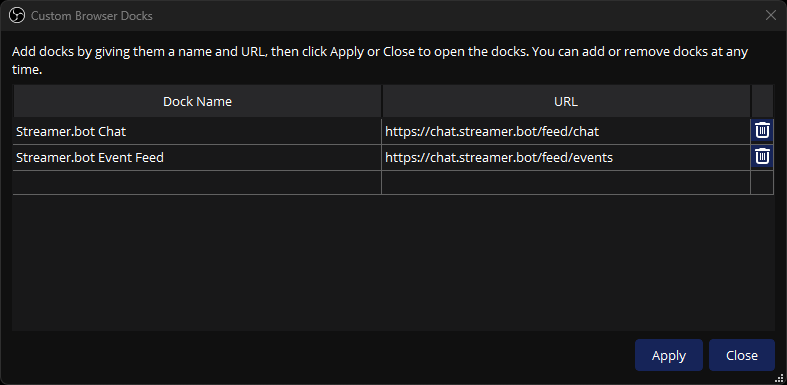 Custom Browser Docks
Add docks by giving them a name and URL, then click Apply or Close to open the docks. You can add or remove docks at any
time.
Dock Name URL
Streamer.bot Chat https://chat.streamer.bot/feed/chat
Streamer.bot Event Feed https://chat.streamer.bot/feed/events
Apply Close